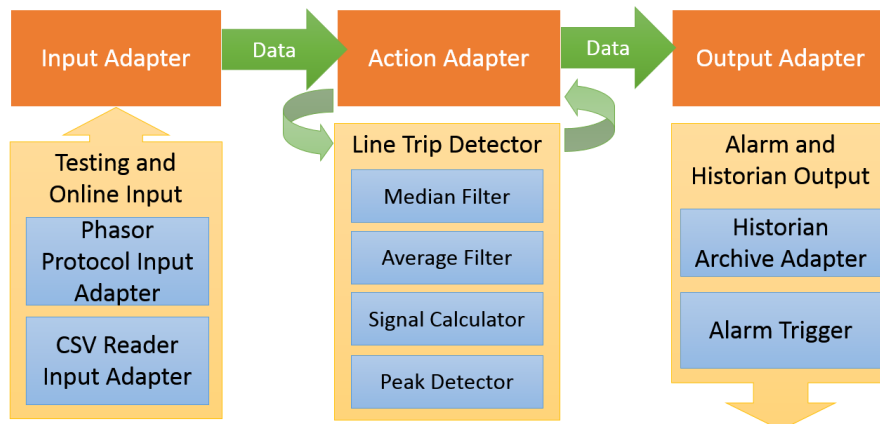 Input Adapter
Data
Action Adapter
Data
Output Adapter
Testing and
Online Input
Phasor
Protocol Input
Adapter
CSV Reader
Input Adapter
Line Trip Detector
Median Filter
Average Filter
Signal Calculator
Peak Detector
Alarm and
Historian Output
Historian
Archive Adapter
Alarm Trigger